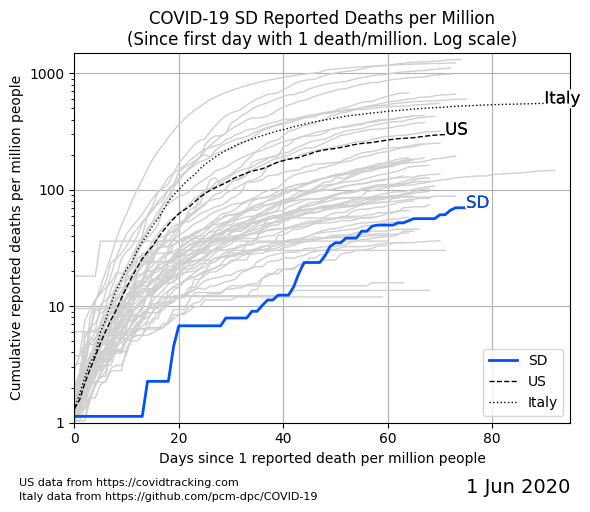 COVID-19 SD Reported Deaths per Million
(Since first day with 1 death/million. Log scale)
Cumulative reported deaths per million people
1000
100
10
1
Italy
US
SD
SD
US
Italy
0
20
40
60
80
Days since 1 reported death per million people
US data from https://covidtracking.com
Italy data from https://github.com/pcm-dpc/COVID-19
1 Jun 2020